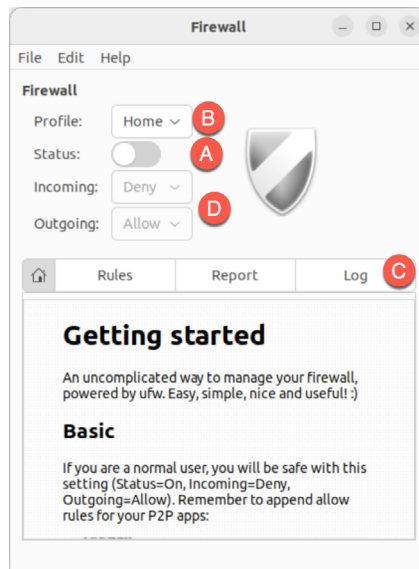 Firewall
File Edit Help
Firewall
Profile: Home B
Status: A
Incoming: Deny
D
Outgoing: Allow
Rules Report Log C
Getting started
An uncomplicated way to manage your firewall,
powered by ufw. Easy, simple, nice and useful! :)
Basic
If you are a normal user, you will be safe with this
setting (Status=On, Incoming=Deny,
Outgoing=Allow). Remember to append allow
rules for your P2P apps: